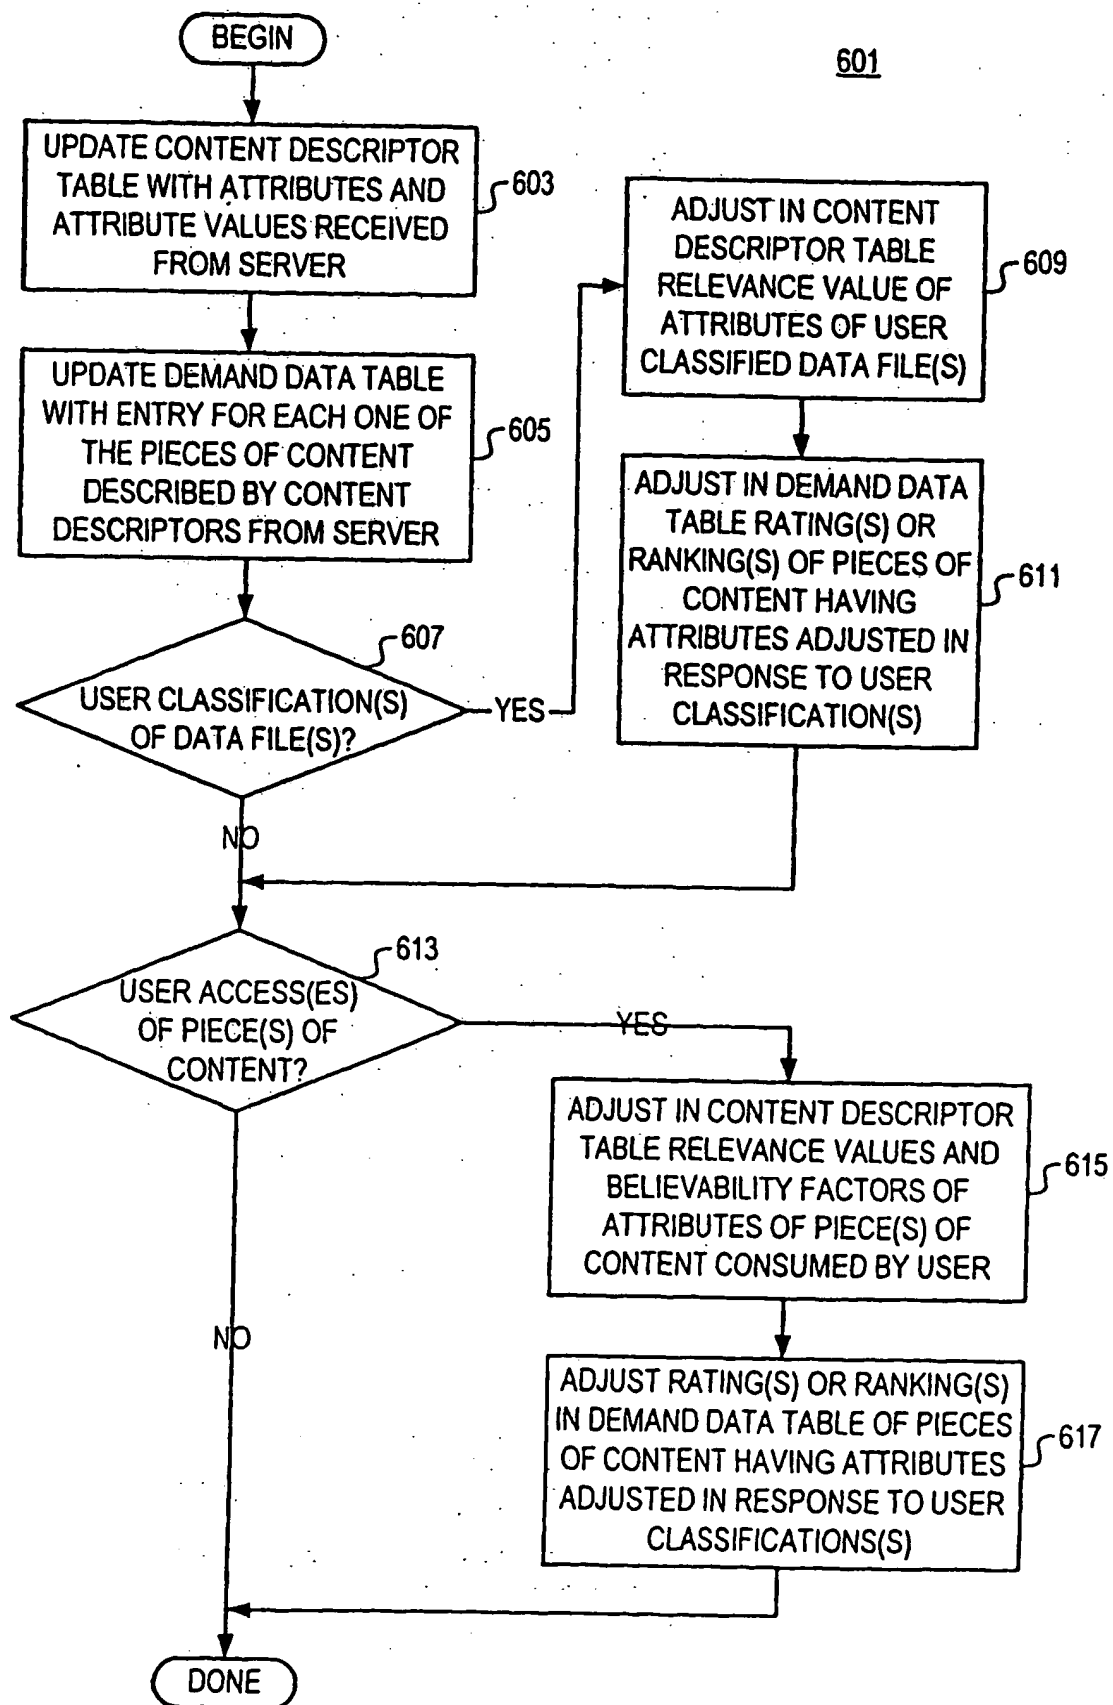 BEGIN
601
UPDATE CONTENT DESCRIPTOR
TABLE WITH ATTRIBUTES AND
ATTRIBUTE VALUES RECEIVED
FROM SERVER
603
UPDATE DEMAND DATA TABLE
WITH ENTRY FOR EACH ONE OF
THE PIECES OF CONTENT
DESCRIBED BY CONTENT
DESCRIPTORS FROM SERVER
605
607
USER CLASSIFICATION(S)
OF DATA FILE(S)?
YES
NO
ADJUST IN CONTENT
DESCRIPTOR TABLE
RELEVANCE VALUE OF
ATTRIBUTES OF USER
CLASSIFIED DATA FILE(S)
609
ADJUST IN DEMAND DATA
TABLE RATING(S) OR
RANKING(S) OF PIECES OF
CONTENT HAVING
ATTRIBUTES ADJUSTED IN
RESPONSE TO USER
CLASSIFICATION(S)
611
613
USER ACCESS(ES)
OF PIECE(S) OF
CONTENT?
YES
NO
ADJUST IN CONTENT DESCRIPTOR
TABLE RELEVANCE VALUES AND
BELIEVABILITY FACTORS OF
ATTRIBUTES OF PIECE(S) OF
CONTENT CONSUMED BY USER
615
ADJUST RATING(S) OR RANKING(S)
IN DEMAND DATA TABLE OF PIECES
OF CONTENT HAVING ATTRIBUTES
ADJUSTED IN RESPONSE TO USER
CLASSIFICATIONS(S)
617
DONE